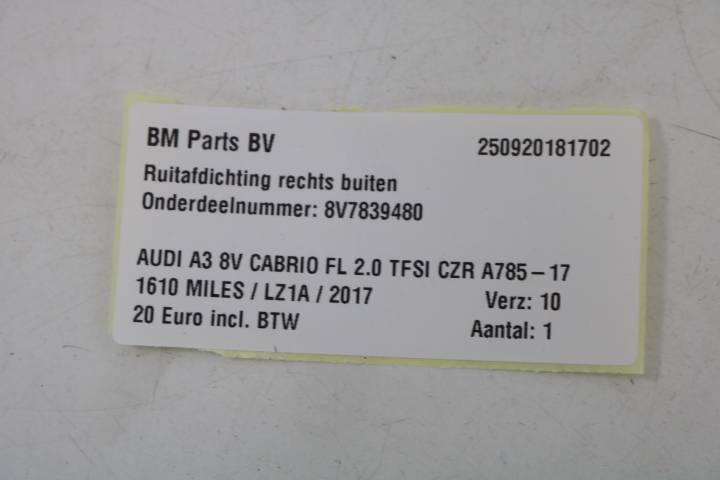 BM Parts BV 250920181702
Ruitafdichting rechts buiten
Onderdeelnummer: 8V7839480
AUDI A3 8V CABRIO FL 2.0 TFSI CZR A785-17
1610 MILES / LZ1A / 2017 Verz: 10
20 Euro incl. BTW Aantal: 1